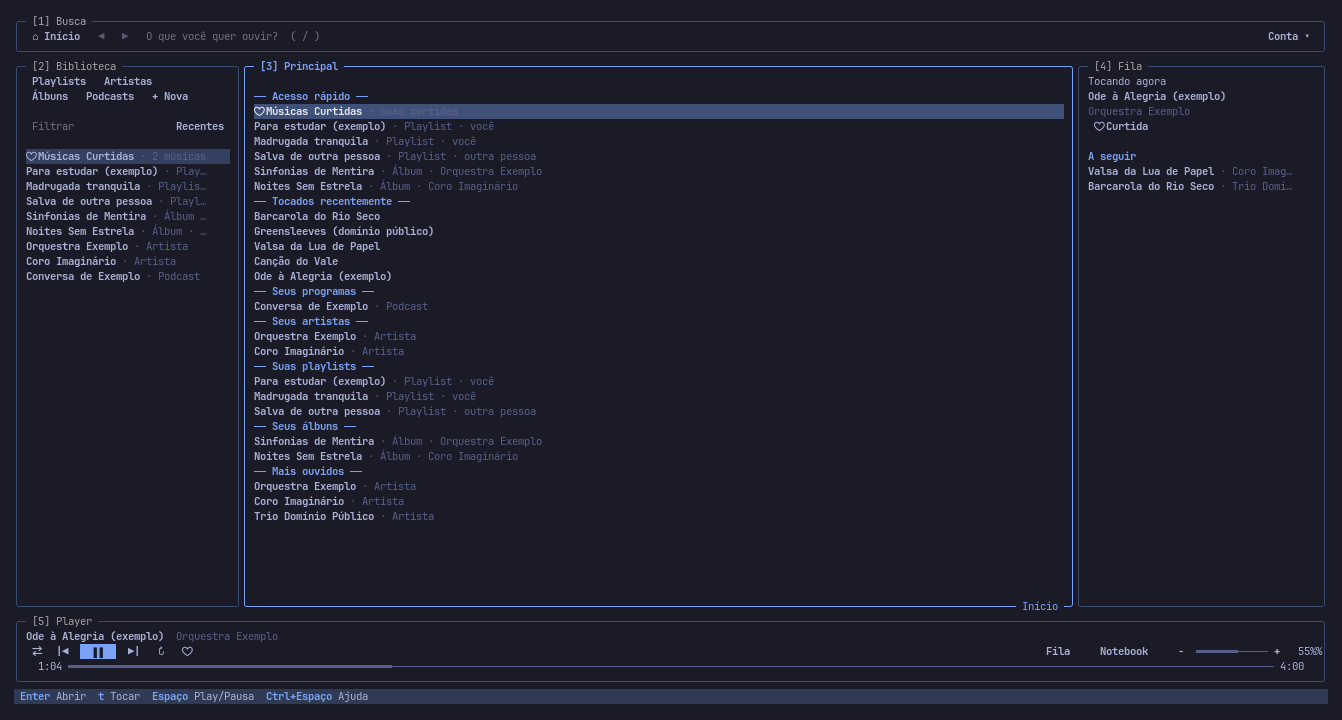 [1] Busca
⌂ Início ◄ ► O que você quer ouvir? ( / ) Conta ▾
[2] Biblioteca
Playlists Artistas
Álbuns Podcasts + Nova
Filtrar Recentes
♡Músicas Curtidas · 2 músicas
Para estudar (exemplo) · Play…
Madrugada tranquila · Playlis…
Salva de outra pessoa · Playl…
Sinfonias de Mentira · Álbum …
Noites Sem Estrela · Álbum · …
Orquestra Exemplo · Artista
Coro Imaginário · Artista
Conversa de Exemplo · Podcast
[3] Principal
── Acesso rápido ──
♡Músicas Curtidas · suas curtidas
Para estudar (exemplo) · Playlist · você
Madrugada tranquila · Playlist · você
Salva de outra pessoa · Playlist · outra pessoa
Sinfonias de Mentira · Álbum · Orquestra Exemplo
Noites Sem Estrela · Álbum · Coro Imaginário
── Tocados recentemente ──
Barcarola do Rio Seco
Greensleeves (domínio público)
Valsa da Lua de Papel
Canção do Vale
Ode à Alegria (exemplo)
── Seus programas ──
Conversa de Exemplo · Podcast
── Seus artistas ──
Orquestra Exemplo · Artista
Coro Imaginário · Artista
── Suas playlists ──
Para estudar (exemplo) · Playlist · você
Madrugada tranquila · Playlist · você
Salva de outra pessoa · Playlist · outra pessoa
── Seus álbuns ──
Sinfonias de Mentira · Álbum · Orquestra Exemplo
Noites Sem Estrela · Álbum · Coro Imaginário
── Mais ouvidos ──
Orquestra Exemplo · Artista
Coro Imaginário · Artista
Trio Domínio Público · Artista
Início
[4] Fila
Tocando agora
Ode à Alegria (exemplo)
Orquestra Exemplo
♡Curtida
A seguir
Valsa da Lua de Papel · Coro Imag…
Barcarola do Rio Seco · Trio Domí…
[5] Player
Ode à Alegria (exemplo) Orquestra Exemplo
Fila Notebook - + 55%%
1:04 4:00
Enter Abrir t Tocar Espaço Play/Pausa Ctrl+Espaço Ajuda